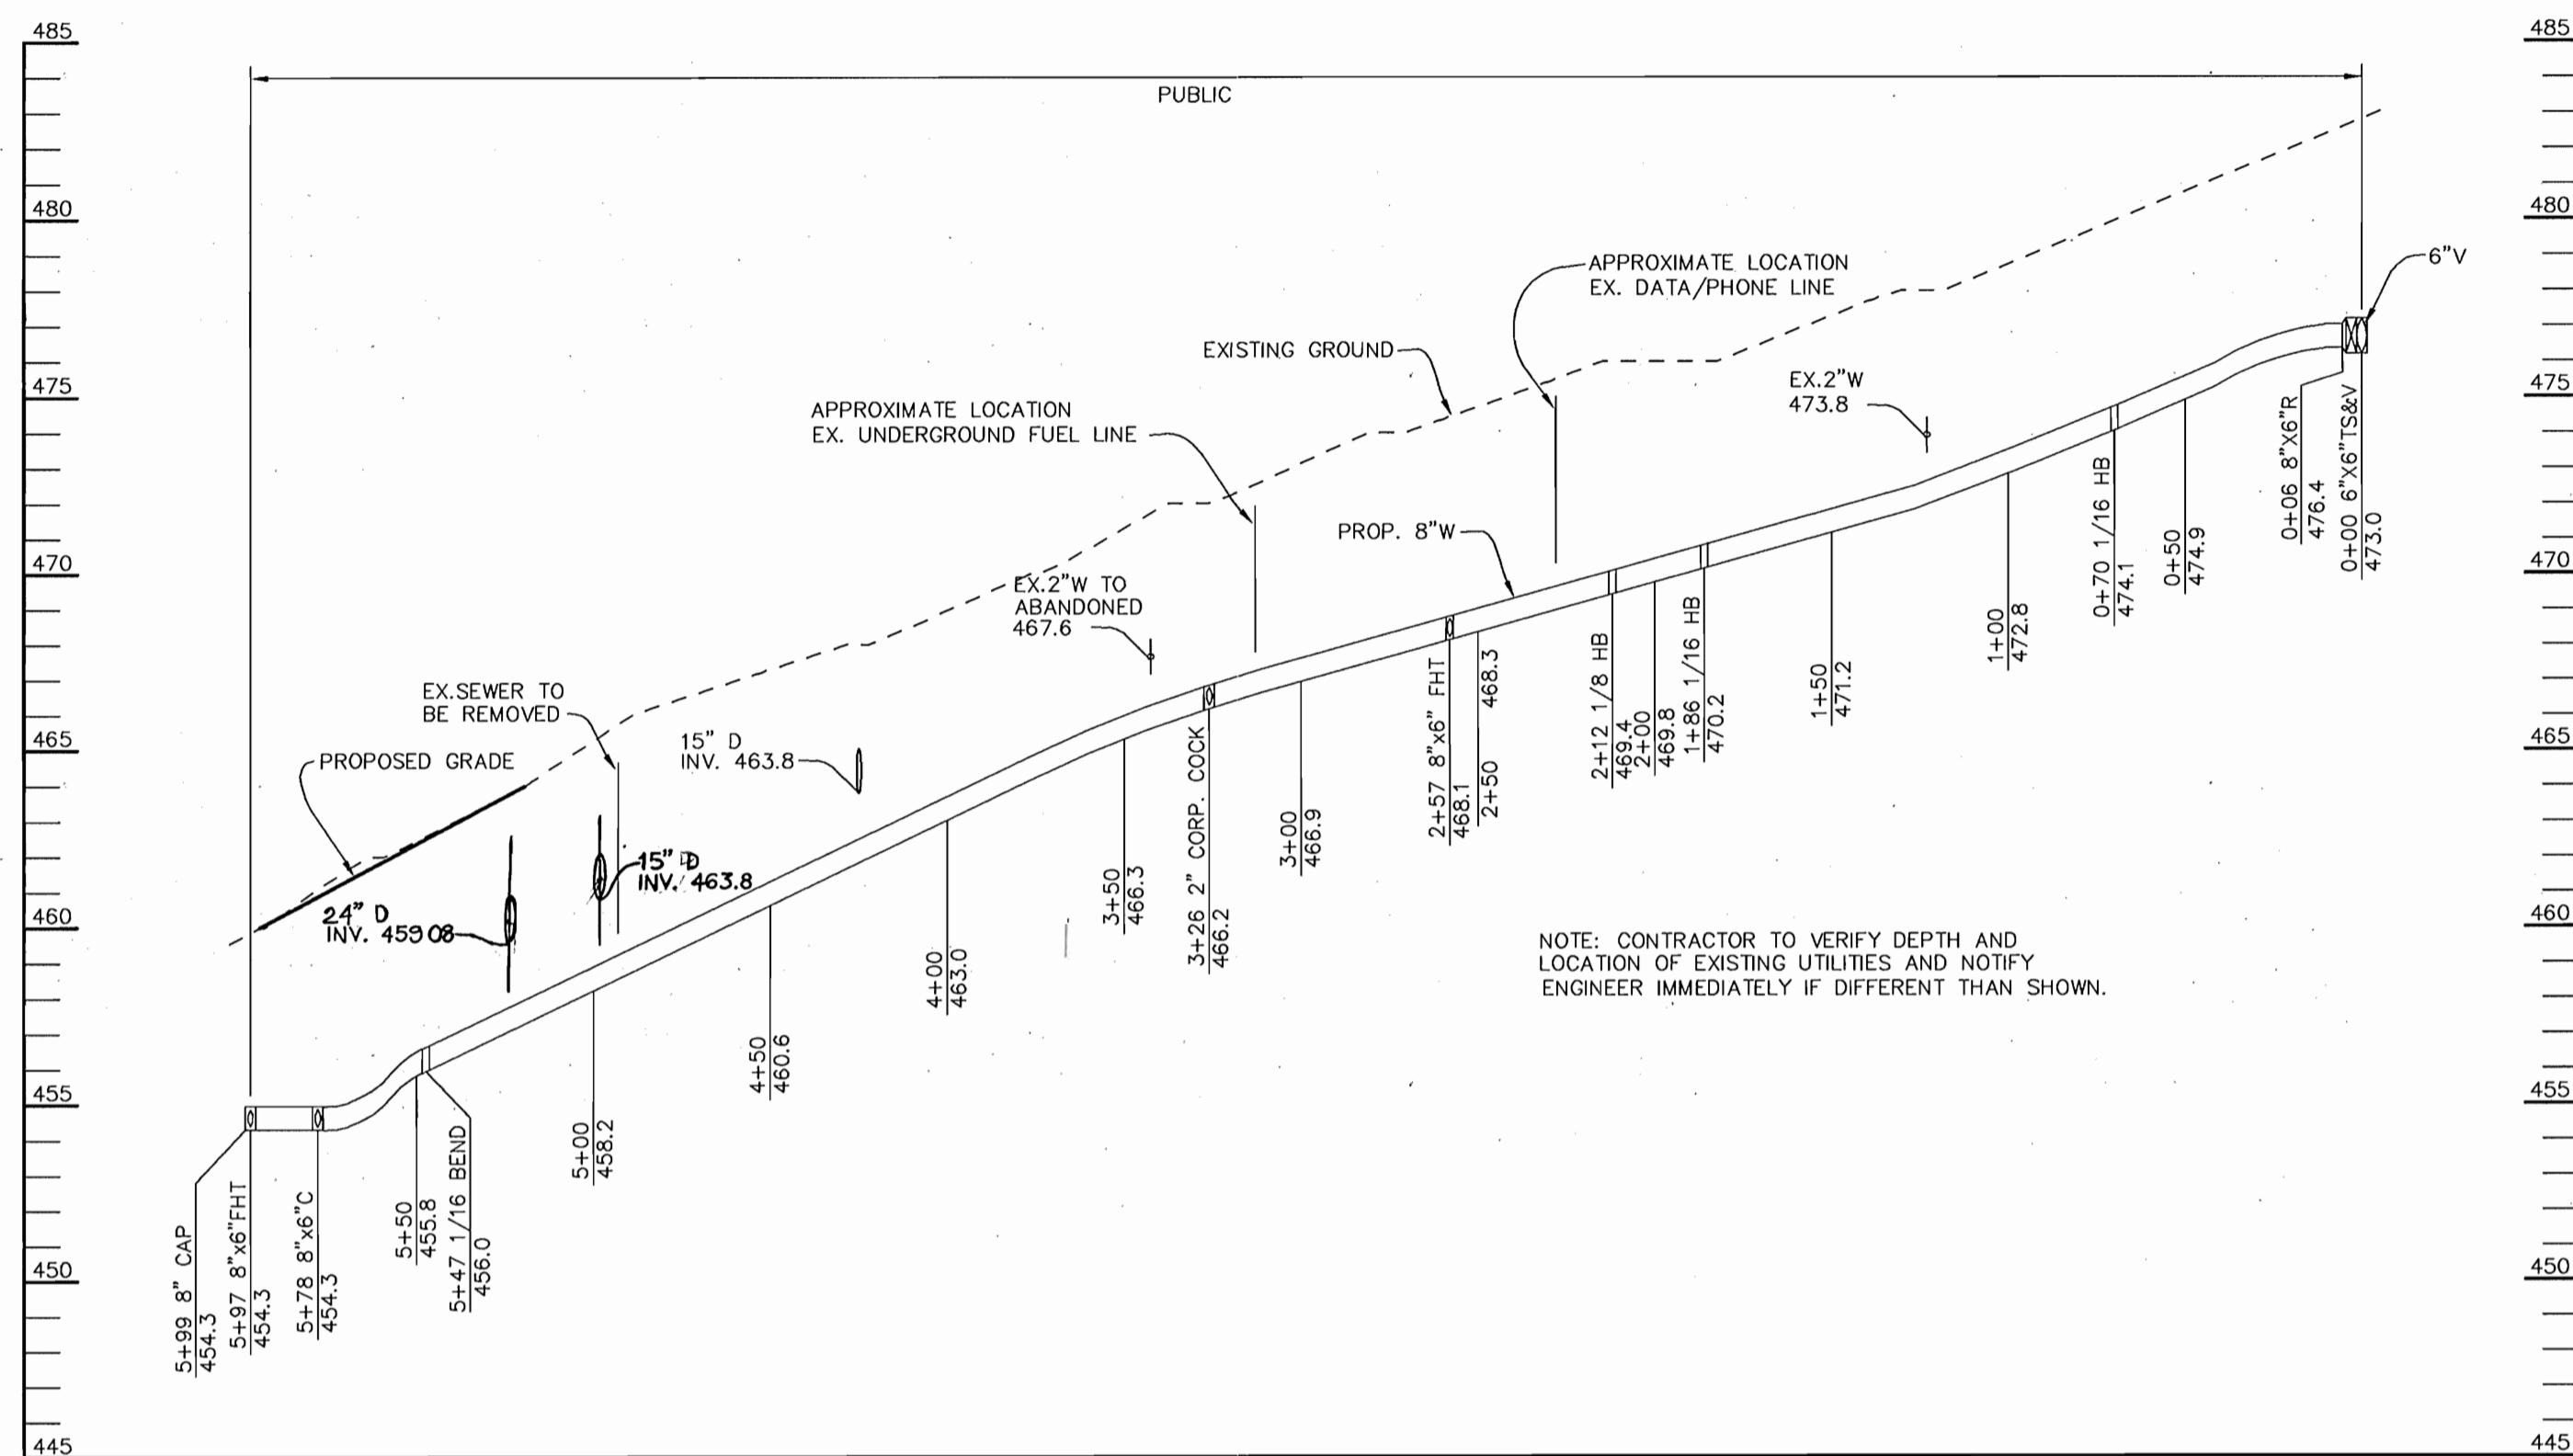 485
485
PUBLIC
480
480
6"V
APPROXIMATE LOCATION
EX. DATA/PHONE LINE
EXISTING GROUND
EX.2"W
473.8
475
475
APPROXIMATE LOCATION
EX. UNDERGROUND FUEL LINE
PROP. 8"W
470
470
EX.2"W TO
ABANDONED
467.6
EX.SEWER TO
BE REMOVED
15" D
INV. 463.8
465
465
PROPOSED GRADE
15" D
INV. 463.8
24" D
INV. 459 08
460
460
NOTE: CONTRACTOR TO VERIFY DEPTH AND
LOCATION OF EXISTING UTILITIES AND NOTIFY
ENGINEER IMMEDIATELY IF DIFFERENT THAN SHOWN.
455
455
450
450
445
445
5+99 8" CAP
454.3
5+97 8"x6"FHT
454.3
5+78 8"x6"C
454.3
5+50
455.8
5+47 1/16 BEND
456.0
5+00
458.2
4+50
460.6
4+00
463.0
3+50
466.3
3+26 2" CORP. COCK
466.2
3+00
466.9
2+57 8"x6" FHT
468.1
2+50
468.3
2+12 1/8 HB
469.4
2+00
469.8
1+86 1/16 HB
470.2
1+50
471.2
1+00
472.8
0+70 1/16 HB
474.1
0+50
474.9
0+06 8"X6"R
476.4
0+00 6"X6"TS&V
473.0